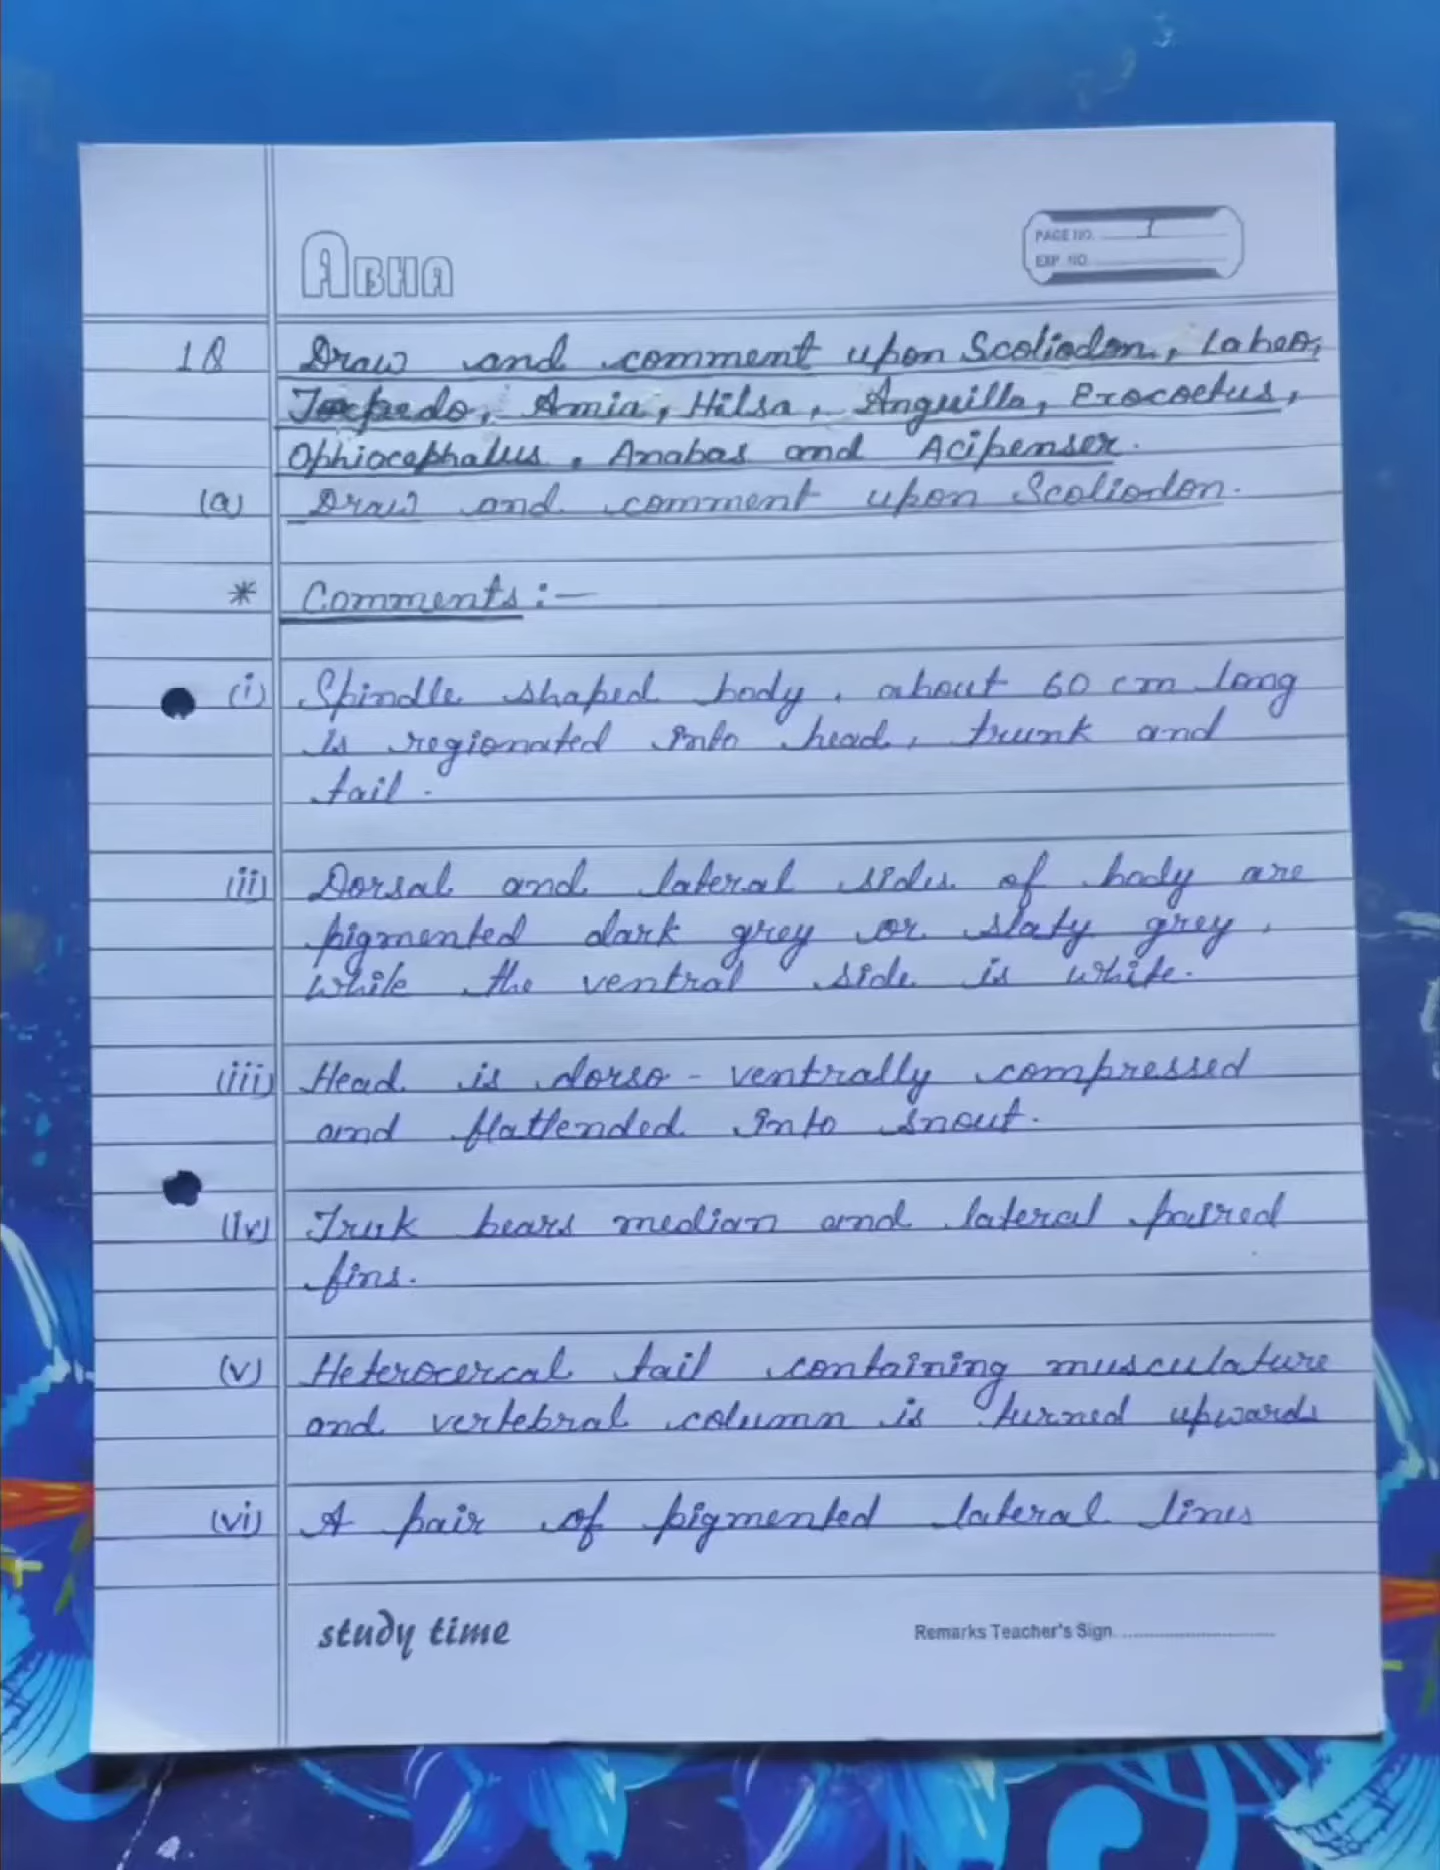 ABHA
PAGE NO. 1
EXP. NO.
1Q Draw and comment upon Scoliodon, Labeo,
Torpedo, Amia, Hilsa, Anguilla, Exocoetus,
Ophiocephalus, Anabas and Acipenser.
(a) Draw and comment upon Scoliodon.
* Comments :-
(i) Spindle shaped body, about 60 cm long
is regionated into head, trunk and
tail.
(ii) Dorsal and lateral sides of body are
pigmented dark grey or slaty grey,
while the ventral side is white.
(iii) Head is dorso-ventrally compressed
and flattended into snout.
(iv) Truk bears median and lateral paired
fins.
(v) Heterocercal tail containing musculature
and vertebral column is turned upwards
(vi) A pair of pigmented lateral lines
study time
Remarks Teacher's Sign.